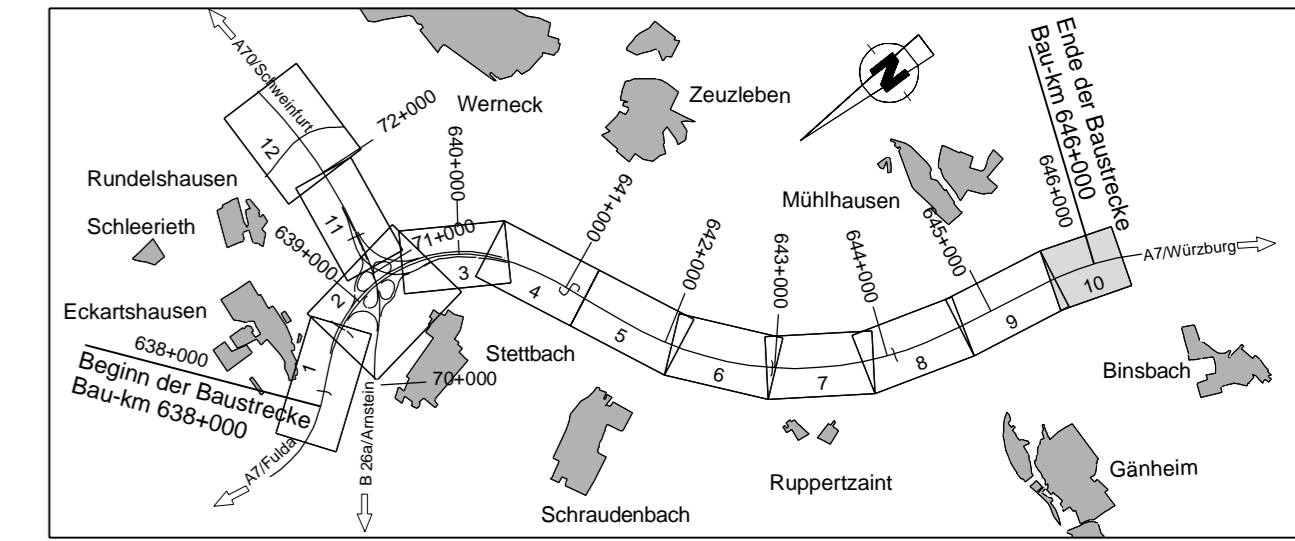 A70/Schweinfurt
12
72+000
Werneck
Zeuzleben
N
Ende der Baustrecke
Bau-km 646+000
646+000
Rundelshausen
Schleerieth
11
640+000
641+000
Mühlhausen
645+000
639+000
71+000
642+000
643+000
644+000
A7/Würzburg
Eckartshausen
2
3
4
5
6
7
8
9
10
638+000
Beginn der Baustrecke
Bau-km 638+000
1
Stettbach
70+000
Binsbach
A7/Fulda
B 26a/Arnstein
Schraudenbach
Ruppertzaint
Gänheim